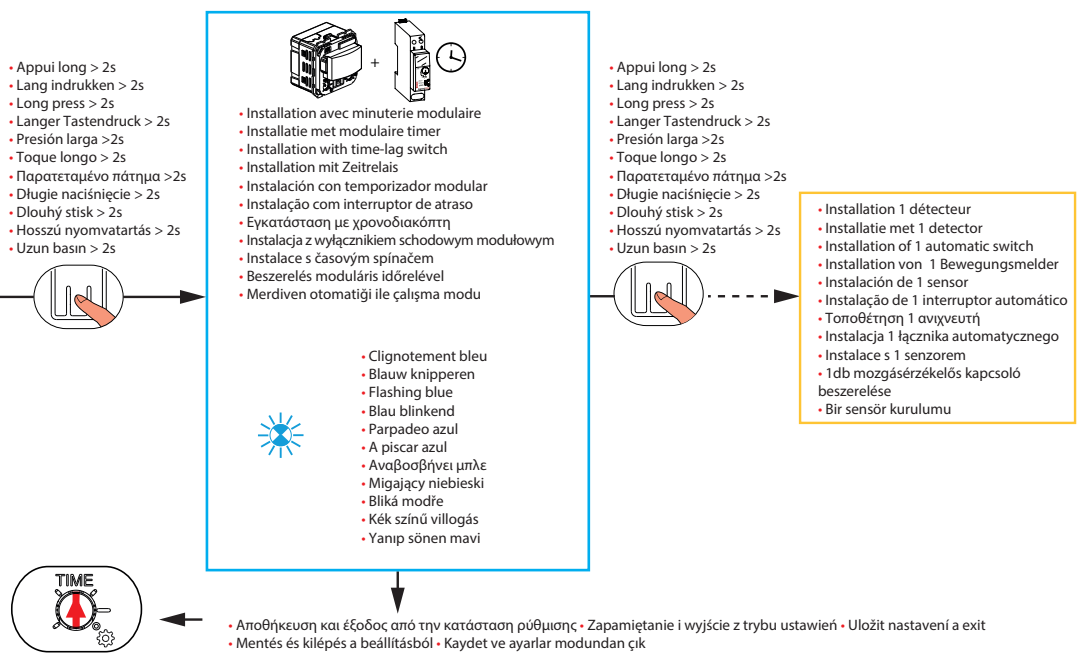 • Appui long > 2s
• Lang indrukken > 2s
• Long press > 2s
• Langer Tastendruck > 2s
• Presión larga >2s
• Toque longo > 2s
• Παρατεταμένο πάτημα >2s
• Długie naciśnięcie > 2s
• Dlouhý stisk > 2s
• Hosszú nyomvatartás > 2s
• Uzun basın > 2s
+
• Installation avec minuterie modulaire
• Installatie met modulaire timer
• Installation with time-lag switch
• Installation mit Zeitrelais
• Instalación con temporizador modular
• Instalação com interruptor de atraso
• Εγκατάσταση με χρονοδιακόπτη
• Instalacja z wyłącznikiem schodowym modułowym
• Instalace s časovým spínačem
• Beszerelés moduláris időrelével
• Merdiven otomatiği ile çalışma modu
• Clignotement bleu
• Blauw knipperen
• Flashing blue
• Blau blinkend
• Parpadeo azul
• A piscar azul
• Αναβοσβήνει μπλε
• Migający niebieski
• Bliká modře
• Kék színű villogás
• Yanıp sönen mavi
• Appui long > 2s
• Lang indrukken > 2s
• Long press > 2s
• Langer Tastendruck > 2s
• Presión larga >2s
• Toque longo > 2s
• Παρατεταμένο πάτημα >2s
• Długie naciśnięcie > 2s
• Dlouhý stisk > 2s
• Hosszú nyomvatartás > 2s
• Uzun basın > 2s
• Installation 1 détecteur
• Installatie met 1 detector
• Installation of 1 automatic switch
• Installation von 1 Bewegungsmelder
• Instalación de 1 sensor
• Instalação de 1 interruptor automático
• Τοποθέτηση 1 ανιχνευτή
• Instalacja 1 łącznika automatycznego
• Instalace s 1 senzorem
• 1db mozgásérzékelős kapcsoló
beszerelése
• Bir sensör kurulumu
TIME
• Αποθήκευση και έξοδος από την κατάσταση ρύθμισης • Zapamiętanie i wyjście z trybu ustawień • Uložit nastavení a exit
• Mentés és kilépés a beállításból • Kaydet ve ayarlar modundan çık